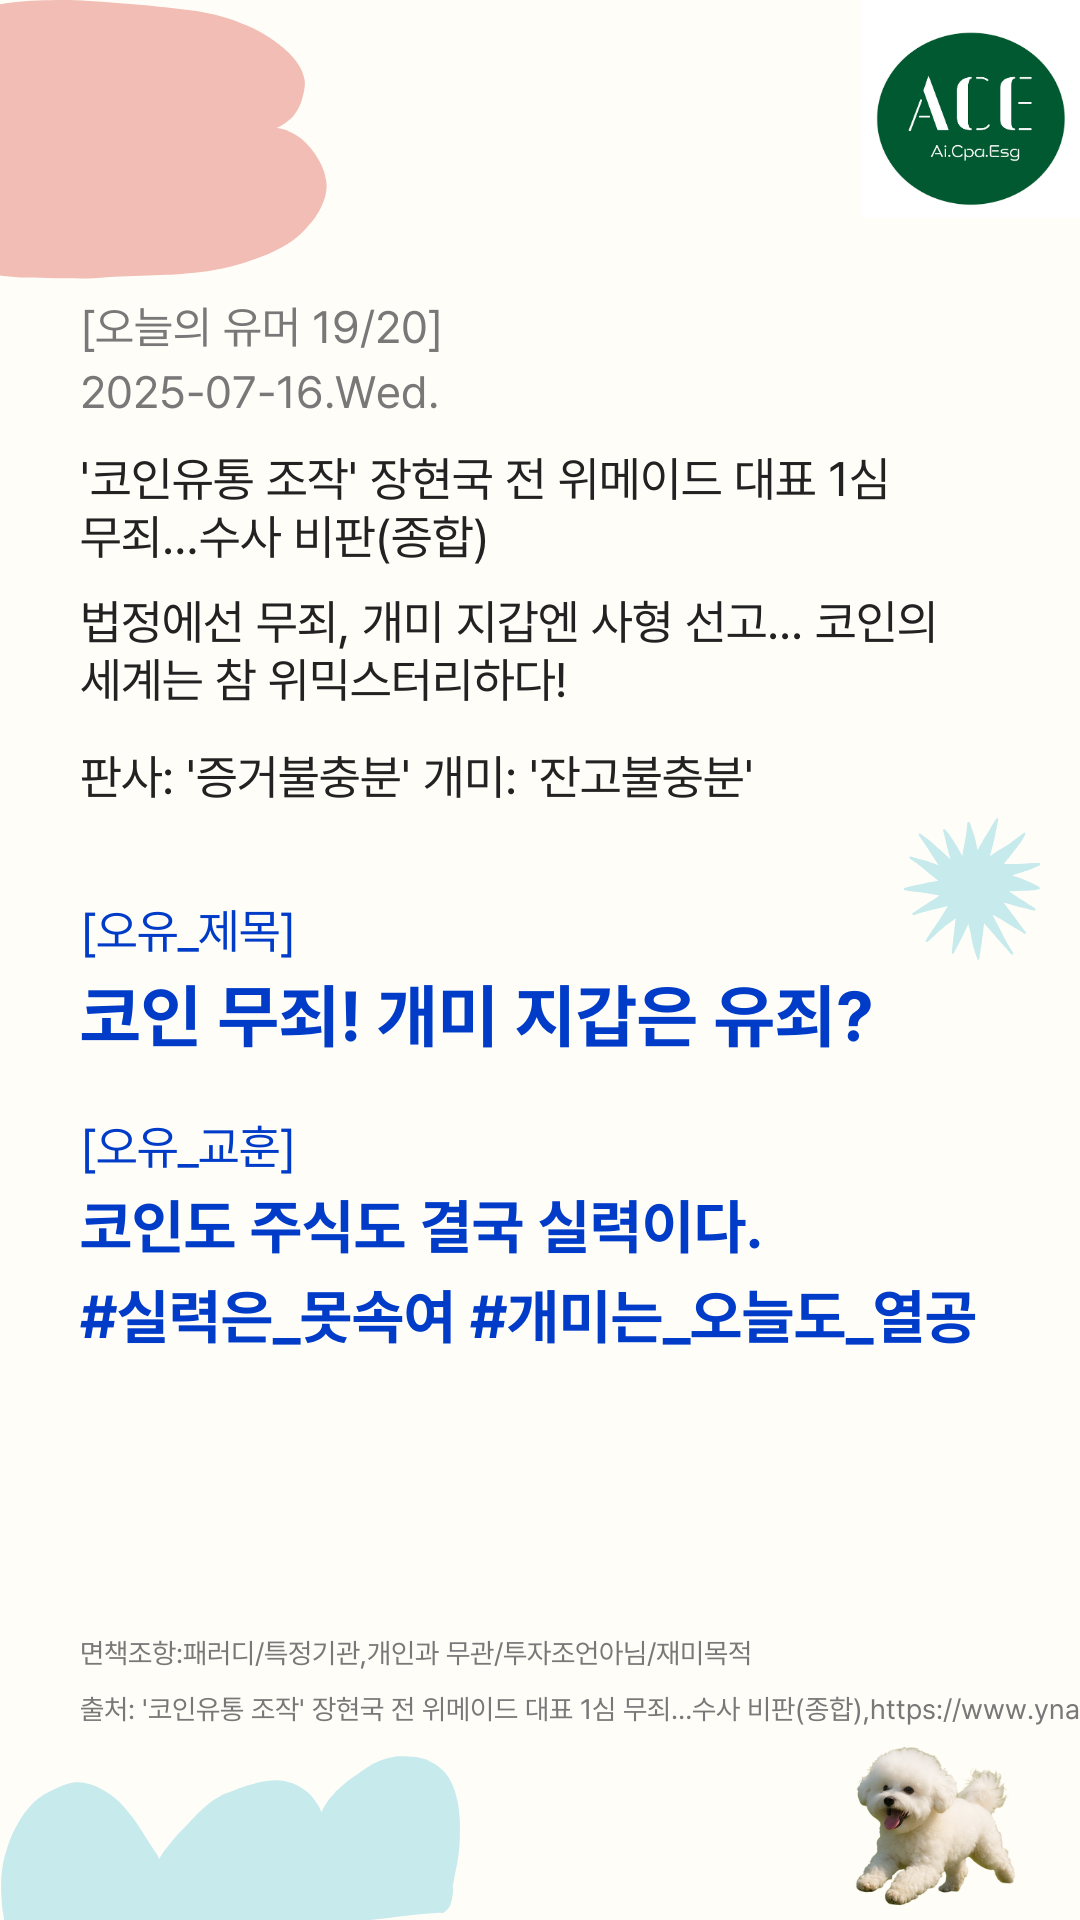 ACE
Ai.Cpa.Esg
[오늘의 유머 19/20]
2025-07-16.Wed.
'코인유통 조작' 장현국 전 위메이드 대표 1심
무죄...수사 비판(종합)
법정에선 무죄, 개미 지갑엔 사형 선고... 코인의
세계는 참 위믹스터리하다!
판사: '증거불충분' 개미: '잔고불충분'
[오유_제목]
코인 무죄! 개미 지갑은 유죄?
[오유_교훈]
코인도 주식도 결국 실력이다.
#실력은_못속여 #개미는_오늘도_열공
면책조항:패러디/특정기관,개인과 무관/투자조언아님/재미목적
출처: '코인유통 조작' 장현국 전 위메이드 대표 1심 무죄...수사 비판(종합),https://www.yna